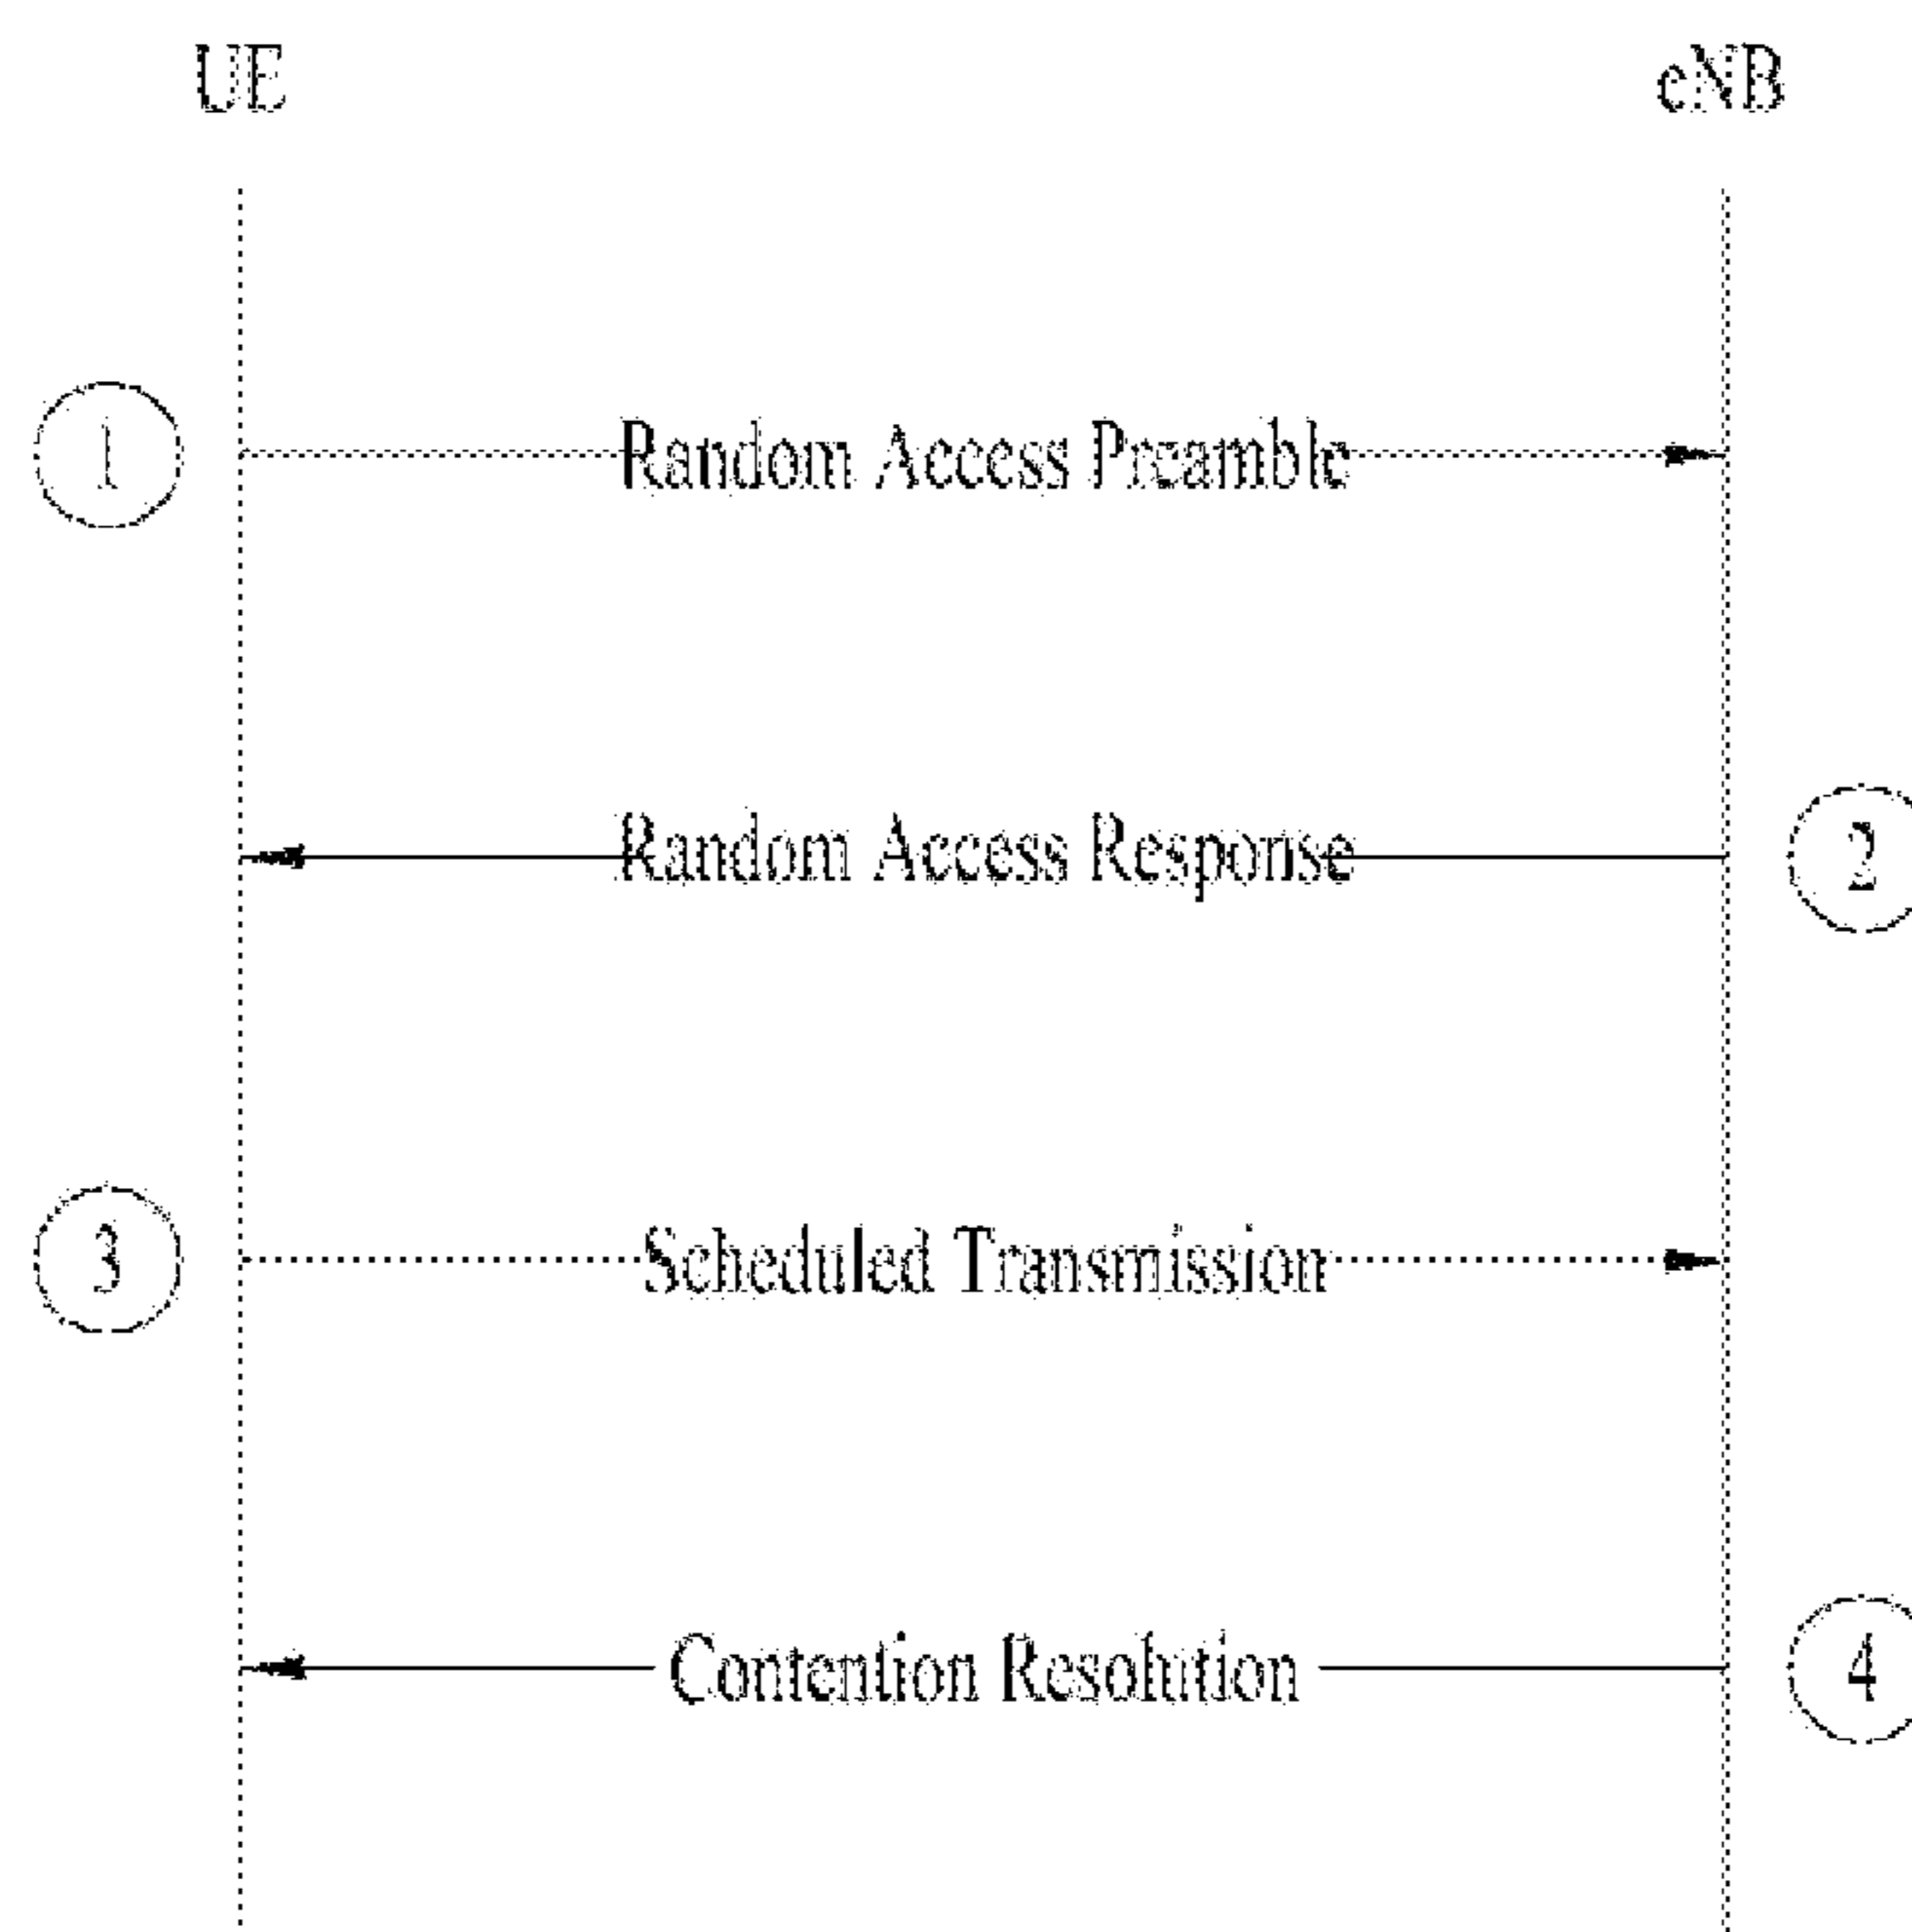 UE eNB
1 Random Access Preamble
Random Access Response 2
3 Scheduled Transmission
Contention Resolution 4